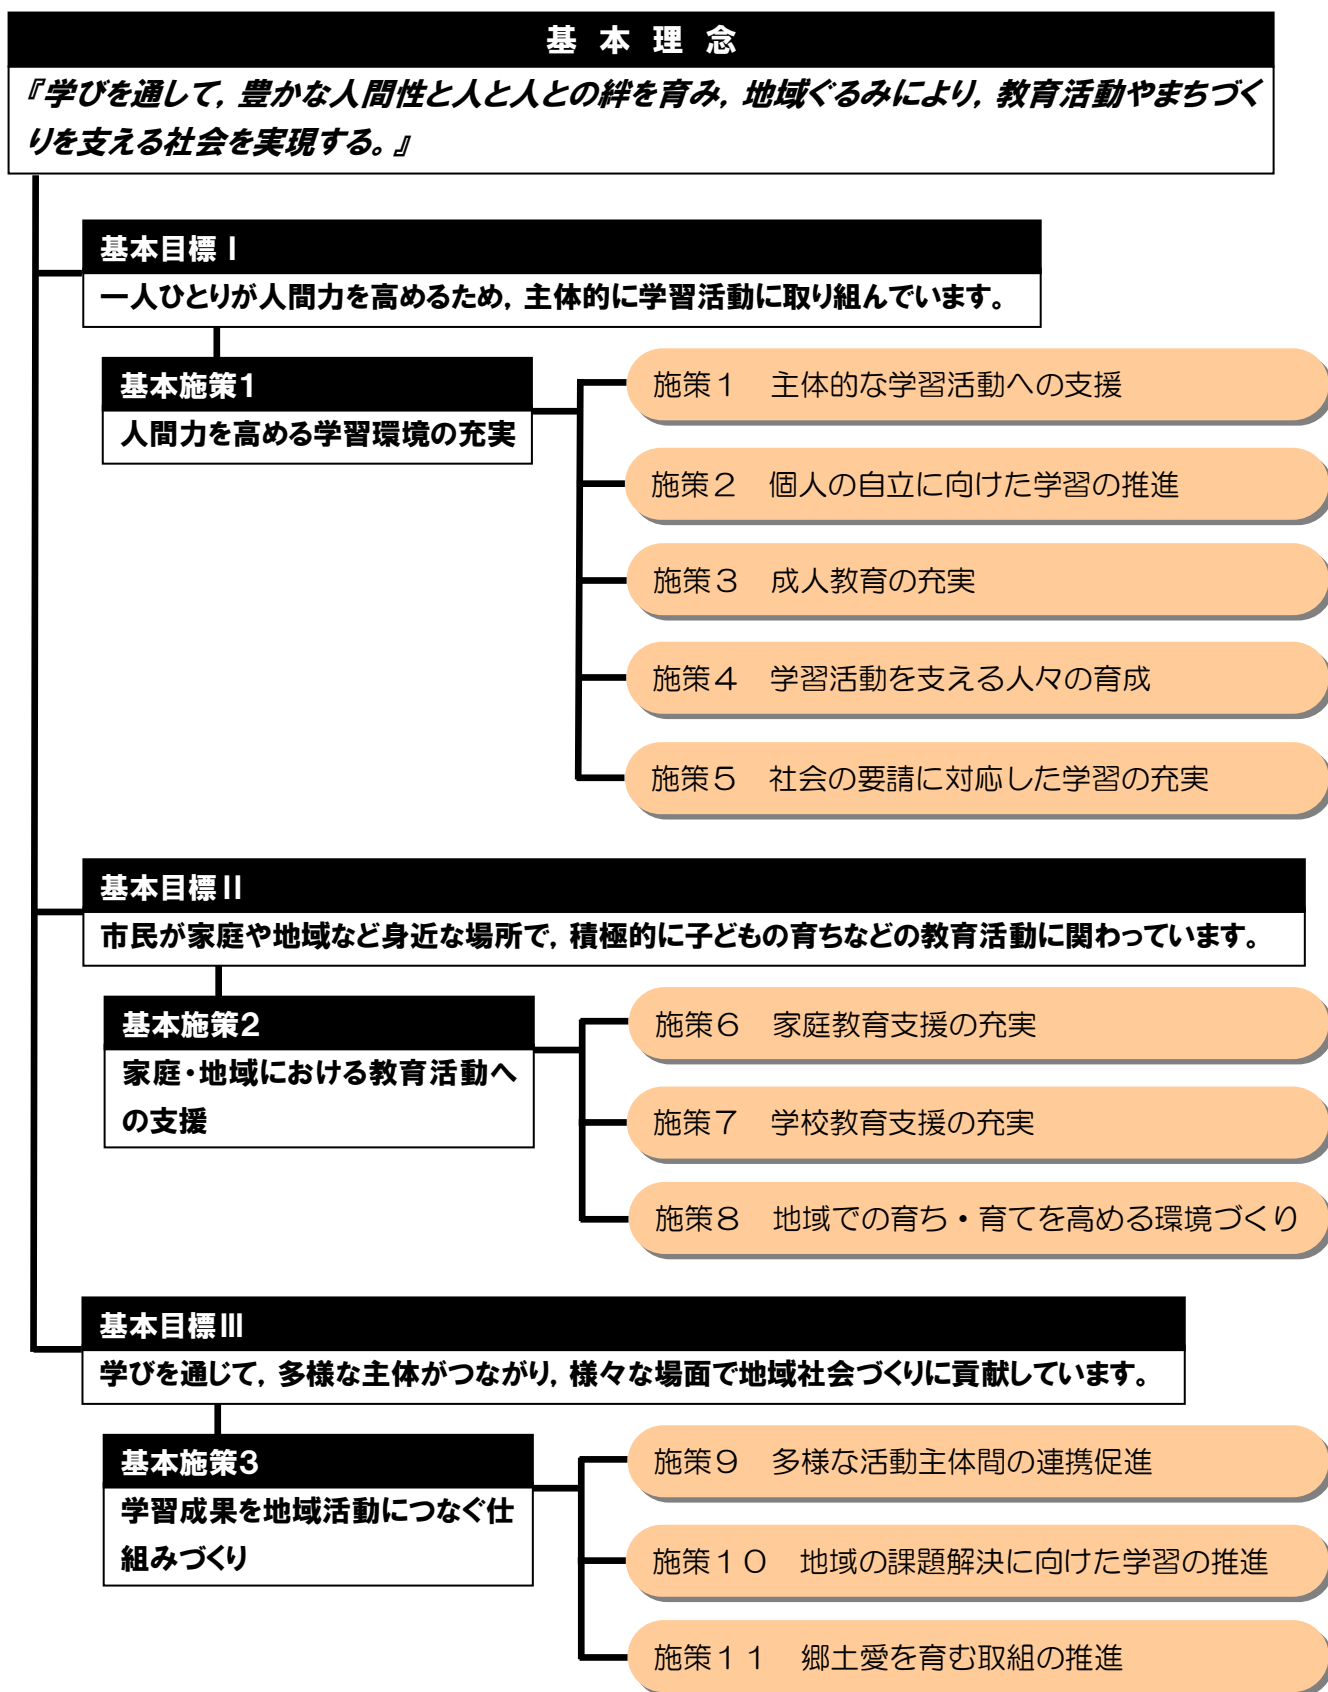 基 本 理 念
『学びを通して，豊かな人間性と人と人との絆を育み，地域ぐるみにより，教育活動やまちづく
りを支える社会を実現する。』
基本目標Ⅰ
一人ひとりが人間力を高めるため，主体的に学習活動に取り組んでいます。
基本施策1
人間力を高める学習環境の充実
施策１　主体的な学習活動への支援
施策２　個人の自立に向けた学習の推進
施策３　成人教育の充実
施策４　学習活動を支える人々の育成
施策５　社会の要請に対応した学習の充実
基本目標Ⅱ
市民が家庭や地域など身近な場所で，積極的に子どもの育ちなどの教育活動に関わっています。
基本施策2
家庭・地域における教育活動へ
の支援
施策６　家庭教育支援の充実
施策７　学校教育支援の充実
施策８　地域での育ち・育てを高める環境づくり
基本目標Ⅲ
学びを通じて，多様な主体がつながり，様々な場面で地域社会づくりに貢献しています。
基本施策3
学習成果を地域活動につなぐ仕
組みづくり
施策９　多様な活動主体間の連携促進
施策１０　地域の課題解決に向けた学習の推進
施策１１　郷土愛を育む取組の推進